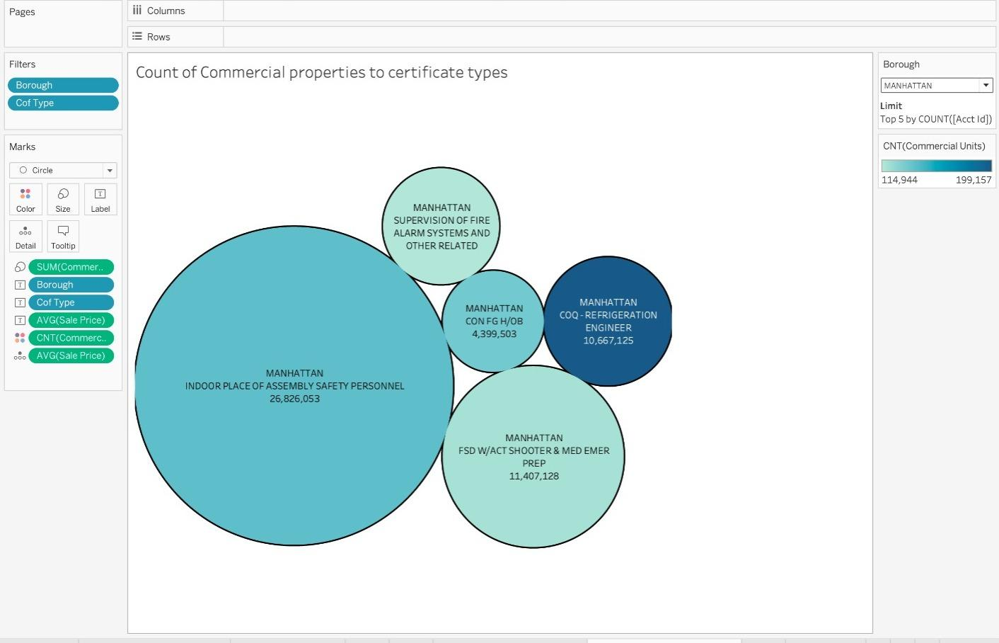 Pages
Columns
Rows
Filters
Borough
Cof Type
Marks
Circle
Color
Size
Label
Detail
Tooltip
SUM(Commer..
Borough
Cof Type
AVG(Sale Price)
CNT(Commerc..
AVG(Sale Price)
Count of Commercial properties to certificate types
MANHATTAN
SUPERVISION OF FIRE
ALARM SYSTEMS AND
OTHER RELATED
MANHATTAN
CON FG H/OB
4,399,503
MANHATTAN
COQ - REFRIGERATION
ENGINEER
10,667,125
MANHATTAN
INDOOR PLACE OF ASSEMBLY SAFETY PERSONNEL
26,826,053
MANHATTAN
FSD W/ACT SHOOTER & MED EMER
PREP
11,407,128
Borough
MANHATTAN
Limit
Top 5 by COUNT([Acct Id])
CNT(Commercial Units)
114,944 199,157